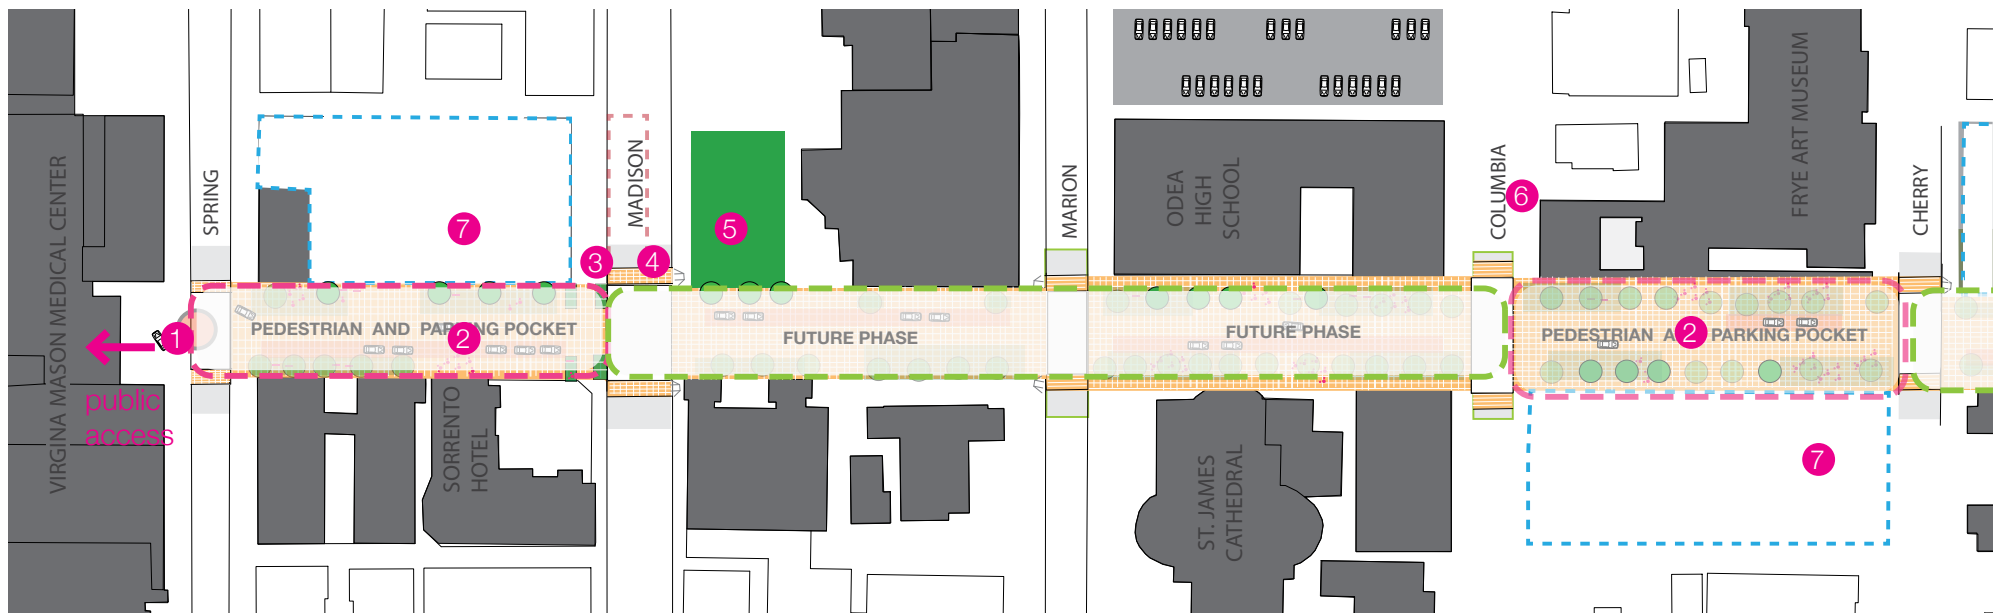 VIRGINA MASON MEDICAL CENTER
public
access
1
SPRING
7
PEDESTRIAN AND PARKING POCKET
2
SORRENTO
HOTEL
3
MADISON
4
5
FUTURE PHASE
MARION
ODEA
HIGH
SCHOOL
FUTURE PHASE
ST. JAMES
CATHEDRAL
COLUMBIA
6
FRYE ART MUSEUM
PEDESTRIAN AND PARKING POCKET
2
7
CHERRY